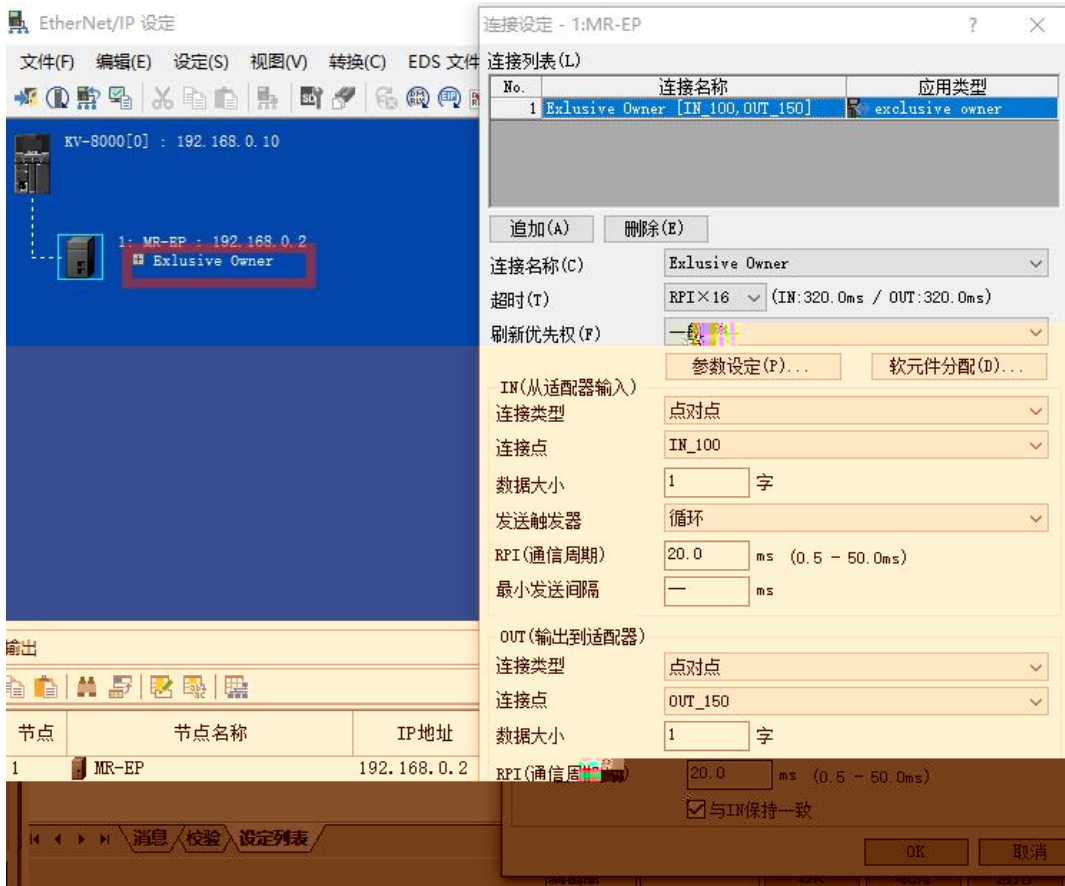 EtherNet/IP 设定
文件(F) 编辑(E) 设定(S) 视图(V) 转换(C) EDS 文件
KV-8000[0] : 192.168.0.10
1: MR-EP : 192.168.0.2
Exlusive Owner
输出
节点 节点名称 IP地址
1 MR-EP 192.168.0.2
消息 校验 设定列表
连接设定 - 1:MR-EP
连接列表(L)
No. 连接名称 应用类型
1 Exlusive Owner [IN_100,OUT_150] exclusive owner
追加(A) 删除(E)
连接名称(C) Exlusive Owner
超时(T) RPI×16 (IN:320.0ms / OUT:320.0ms)
刷新优先权(F) 一
参数设定(P)... 软元件分配(D)...
IN(从适配器输入)
连接类型 点对点
连接点 IN_100
数据大小 1 字
发送触发器 循环
RPI(通信周期) 20.0 ms (0.5 - 50.0ms)
最小发送间隔 — ms
OUT(输出到适配器)
连接类型 点对点
连接点 OUT_150
数据大小 1 字
RPI(通信周 20.0 ms (0.5 - 50.0ms)
与IN保持一致
OK 取消